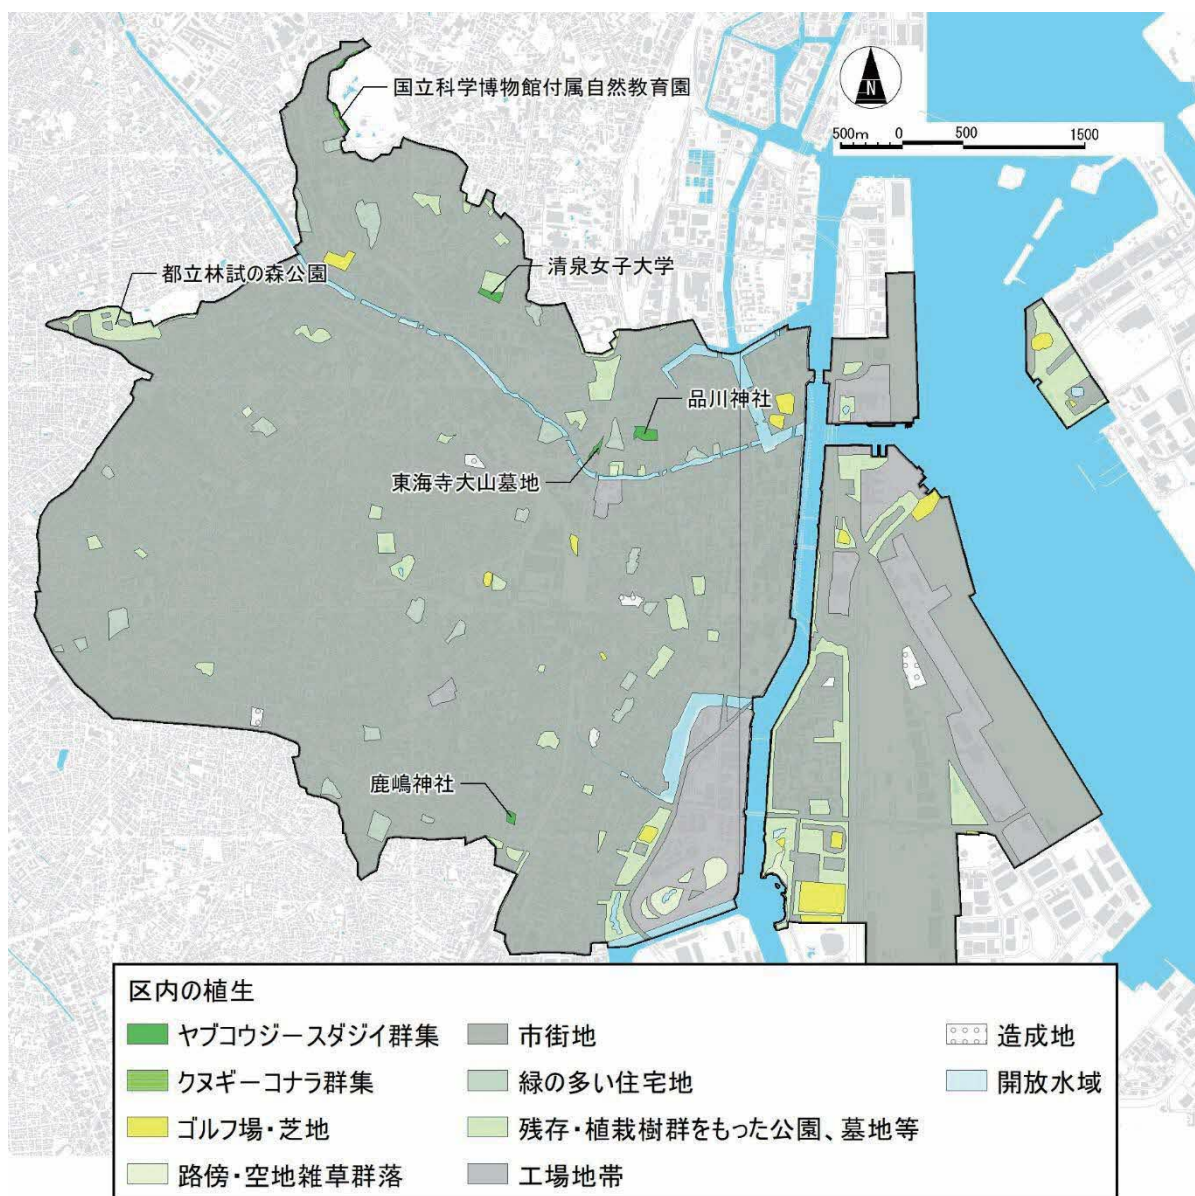 国立科学博物館付属自然教育園
N
500m 0 500 1500
清泉女子大学
都立林試の森公園
品川神社
東海寺大山墓地
鹿嶋神社
区内の植生
ヤブコウジースダジイ群集
市街地
造成地
クヌギーコナラ群集
緑の多い住宅地
開放水域
ゴルフ場・芝地
残存・植栽樹群をもった公園、墓地等
路傍・空地雑草群落
工場地帯